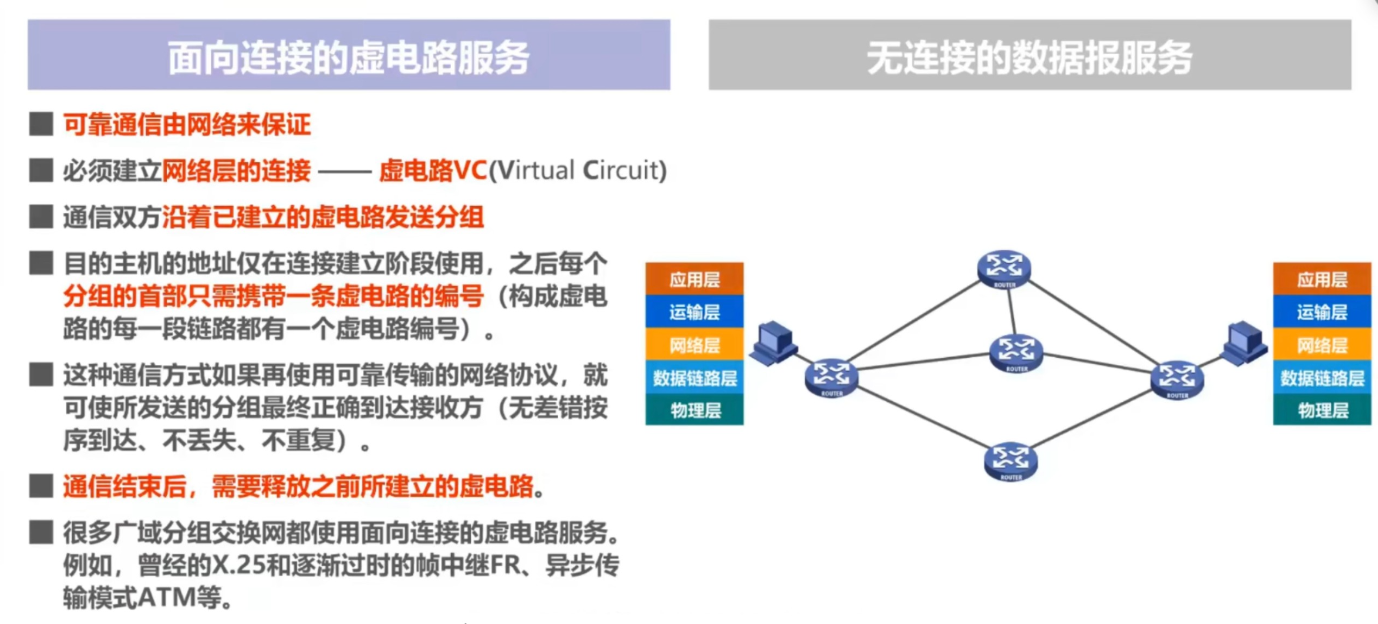 面向连接的虚电路服务
无连接的数据报服务
可靠通信由网络来保证
必须建立网络层的连接 —— 虚电路VC(Virtual Circuit)
通信双方沿着已建立的虚电路发送分组
目的主机的地址仅在连接建立阶段使用，之后每个
分组的首部只需携带一条虚电路的编号（构成虚电
路的每一段链路都有一个虚电路编号）。
这种通信方式如果再使用可靠传输的网络协议，就
可使所发送的分组最终正确到达接收方（无差错按
序到达、不丢失、不重复）。
通信结束后，需要释放之前所建立的虚电路。
很多广域分组交换网都使用面向连接的虚电路服务。
例如，曾经的X.25和逐渐过时的帧中继FR、异步传
输模式ATM等。
应用层
运输层
网络层
数据链路层
物理层
ROUTER
ROUTER
ROUTER
ROUTER
ROUTER
应用层
运输层
网络层
数据链路层
物理层